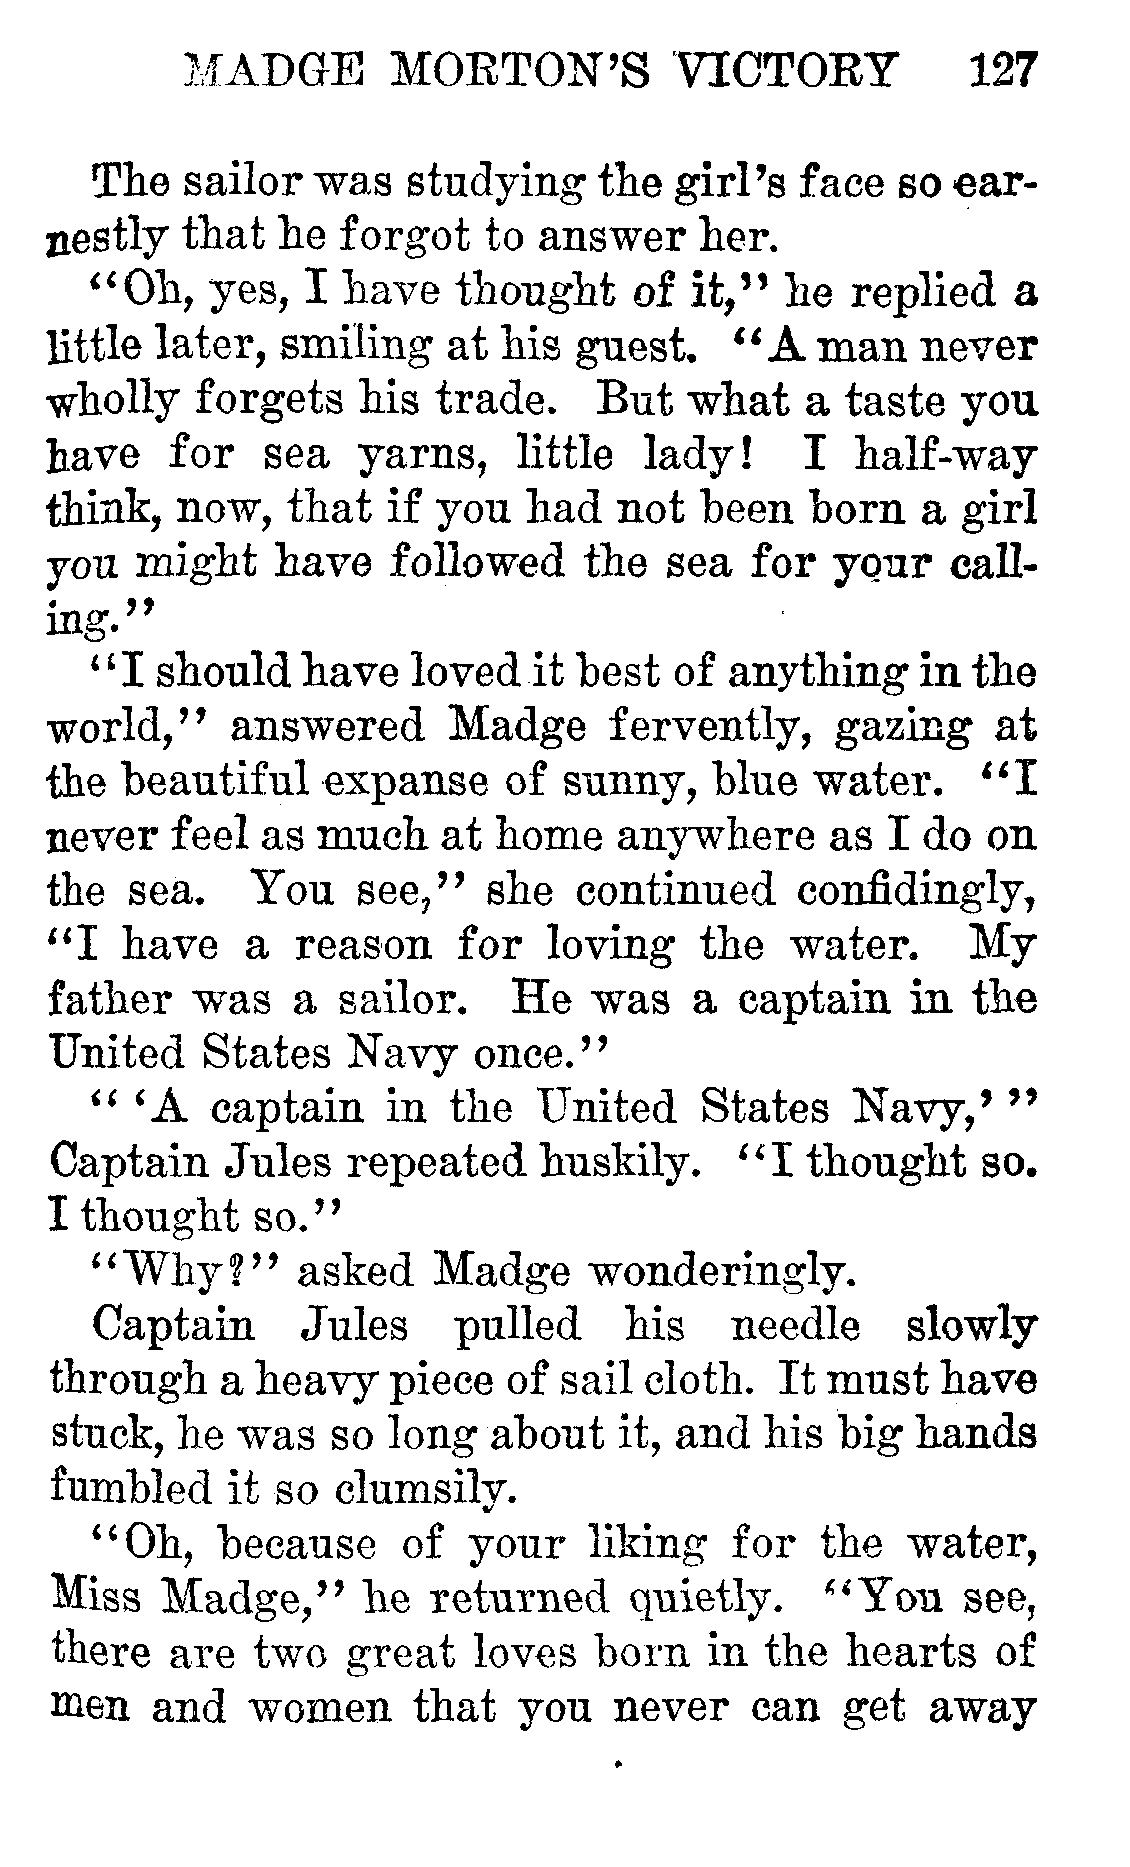 MADGE MORTON'S VICTORY 127
The sailor was studying the girl's face so ear-
nestly that he forgot to answer her.
"Oh, yes, I have thought of it," he replied a
little later, smiling at his guest. "A man never
wholly forgets his trade. But what a taste you
have for sea yarns, little lady! I half-way
think, now, that if you had not been born a girl
you might have followed the sea for your call-
ing."
"I should have loved it best of anything in the
world," answered Madge fervently, gazing at
the beautiful expanse of sunny, blue water. "I
never feel as much at home anywhere as I do on
the sea. You see," she continued confidingly,
"I have a reason for loving the water. My
father was a sailor. He was a captain in the
United States Navy once."
" 'A captain in the United States Navy,' "
Captain Jules repeated huskily. "I thought so.
I thought so."
"Why?" asked Madge wonderingly.
Captain Jules pulled his needle slowly
through a heavy piece of sail cloth. It must have
stuck, he was so long about it, and his big hands
fumbled it so clumsily.
"Oh, because of your liking for the water,
Miss Madge," he returned quietly. "You see,
there are two great loves born in the hearts of
men and women that you never can get away